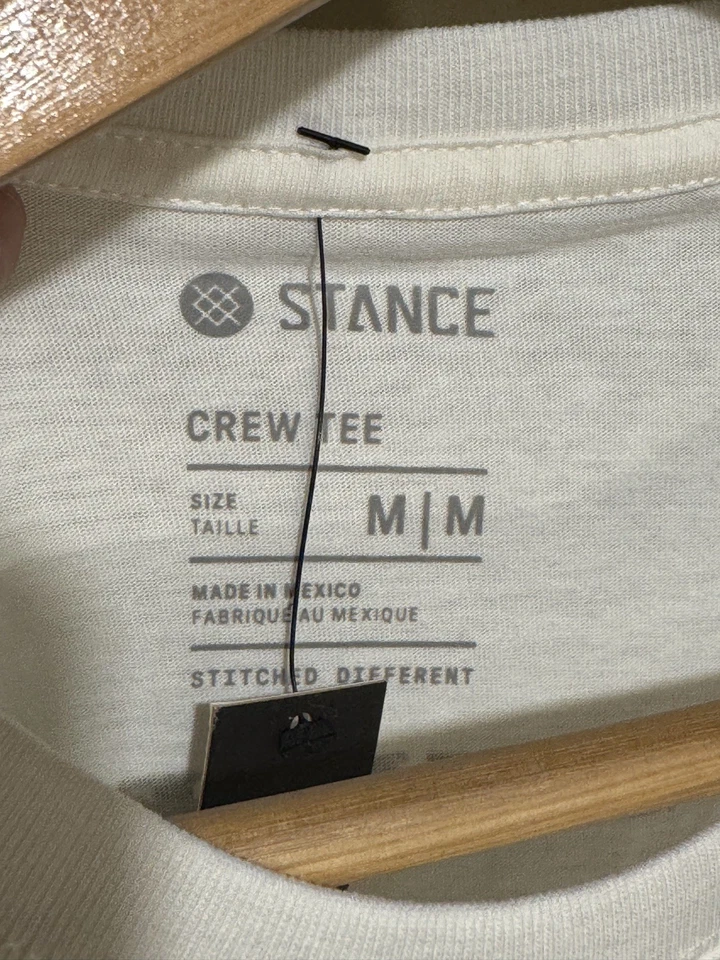 STANCE
CREW TEE
SIZE
TAILLE
M|M
MADE IN MEXICO
FABRIQUE AU MEXIQUE
STITCHED DIFFERENT